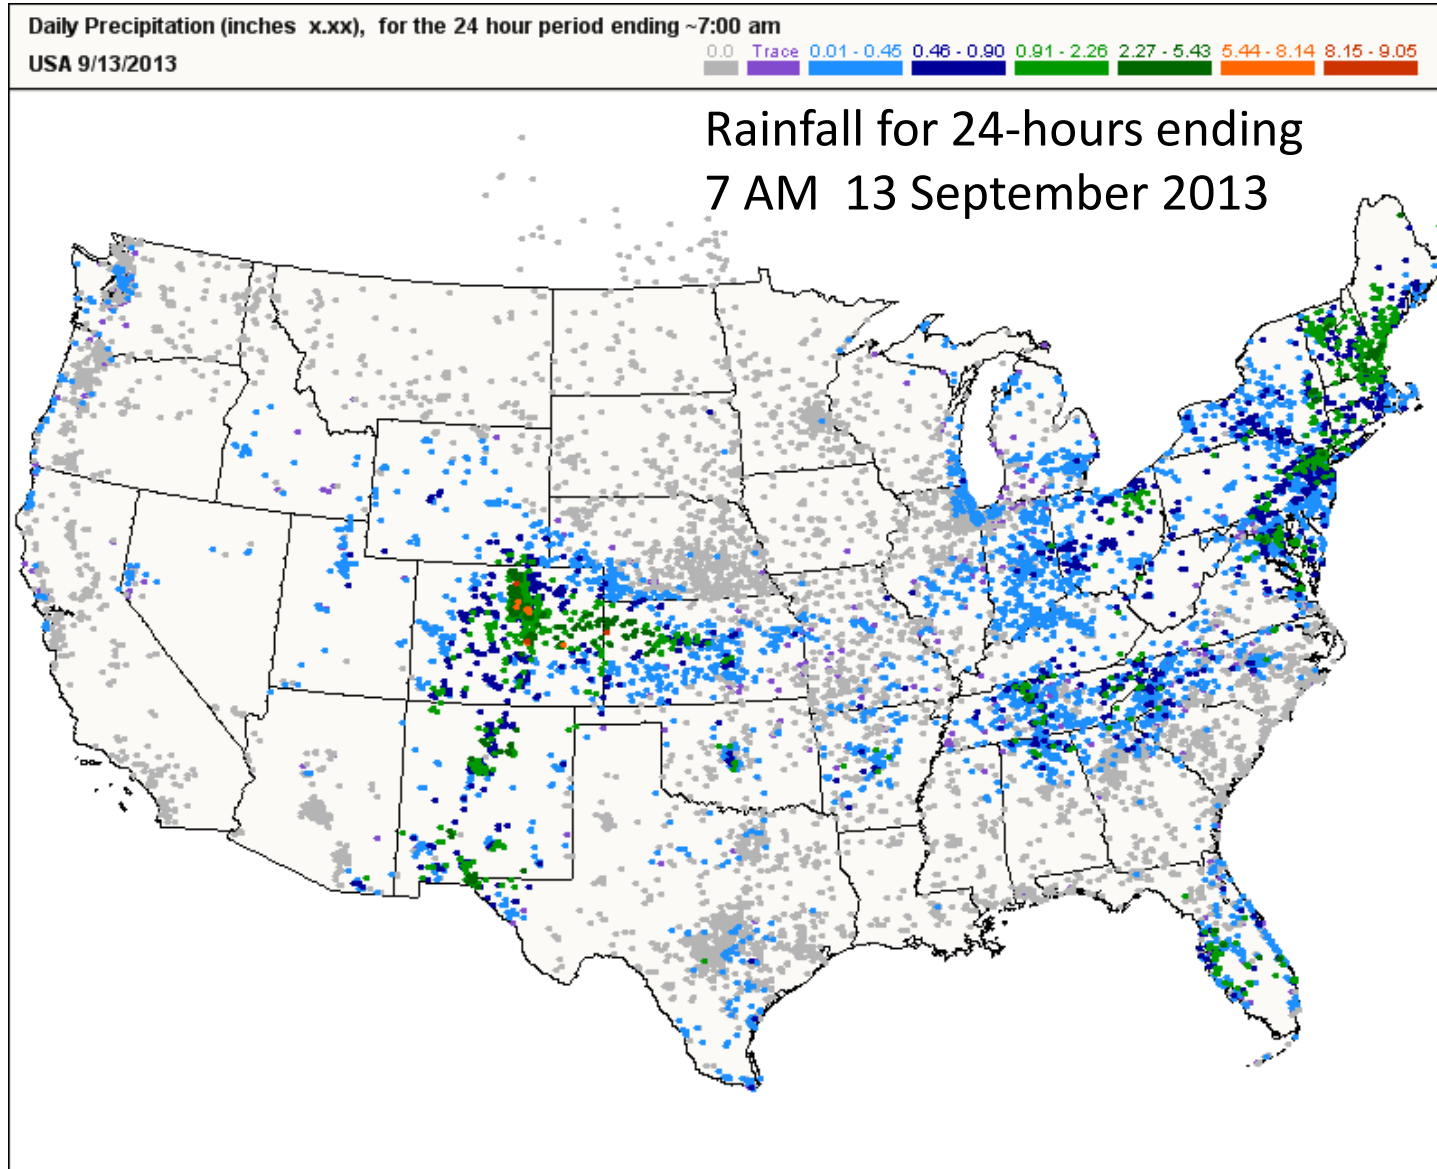 Daily Precipitation (inches x.xx), for the 24 hour period ending ~7:00 am
USA 9/13/2013
0.0 Trace 0.01 - 0.45 0.46 - 0.90 0.91 - 2.26 2.27 - 5.43 5.44 - 8.14 8.15 - 9.05
Rainfall for 24-hours ending
7 AM 13 September 2013